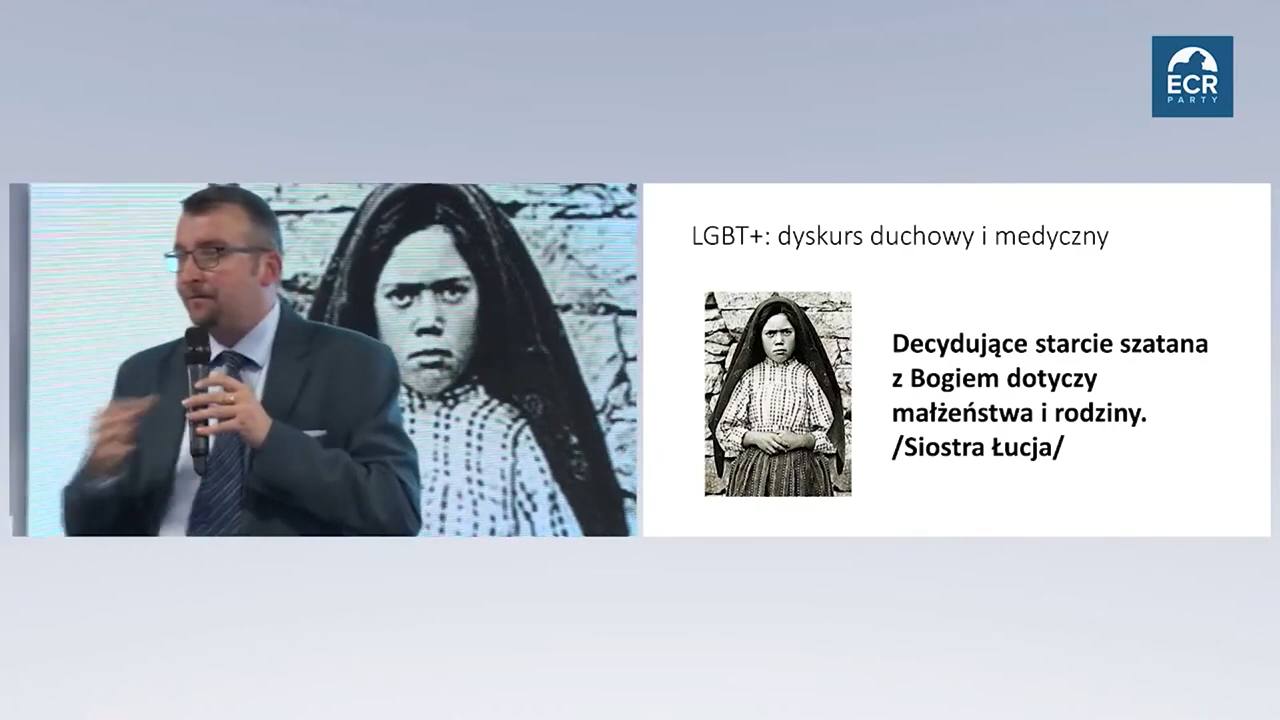 ECR
PARTY
LGBT+: dyskurs duchowy i medyczny
Decydujące starcie szatana
z Bogiem dotyczy
małżeństwa i rodziny.
/Siostra Łucja/